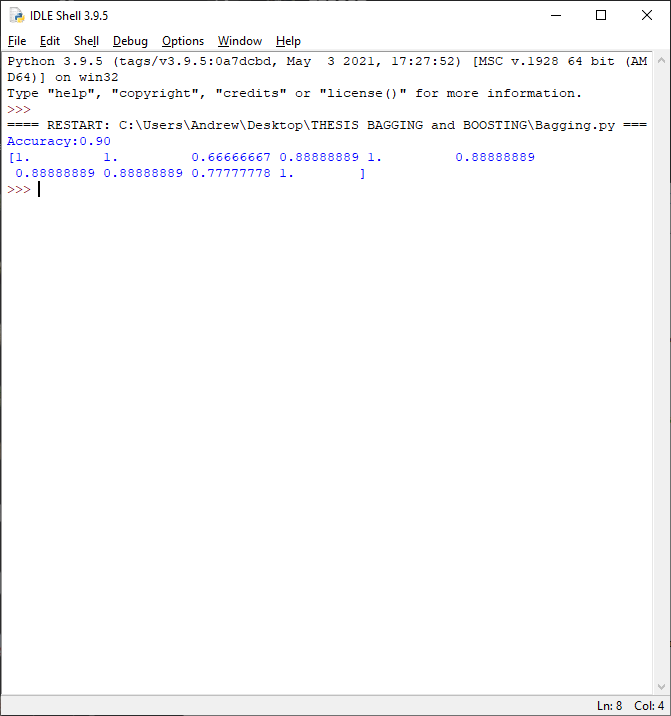 IDLE Shell 3.9.5
File Edit Shell Debug Options Window Help
Python 3.9.5 (tags/v3.9.5:0a7dcbd, May  3 2021, 17:27:52) [MSC v.1928 64 bit (AM
D64)] on win32
Type "help", "copyright", "credits" or "license()" for more information.
>>>
==== RESTART: C:\Users\Andrew\Desktop\THESIS BAGGING and BOOSTING\Bagging.py ===
Accuracy:0.90
[1.         1.         0.66666667 0.88888889 1.         0.88888889
 0.88888889 0.88888889 0.77777778 1.        ]
>>>
Ln: 8 Col: 4